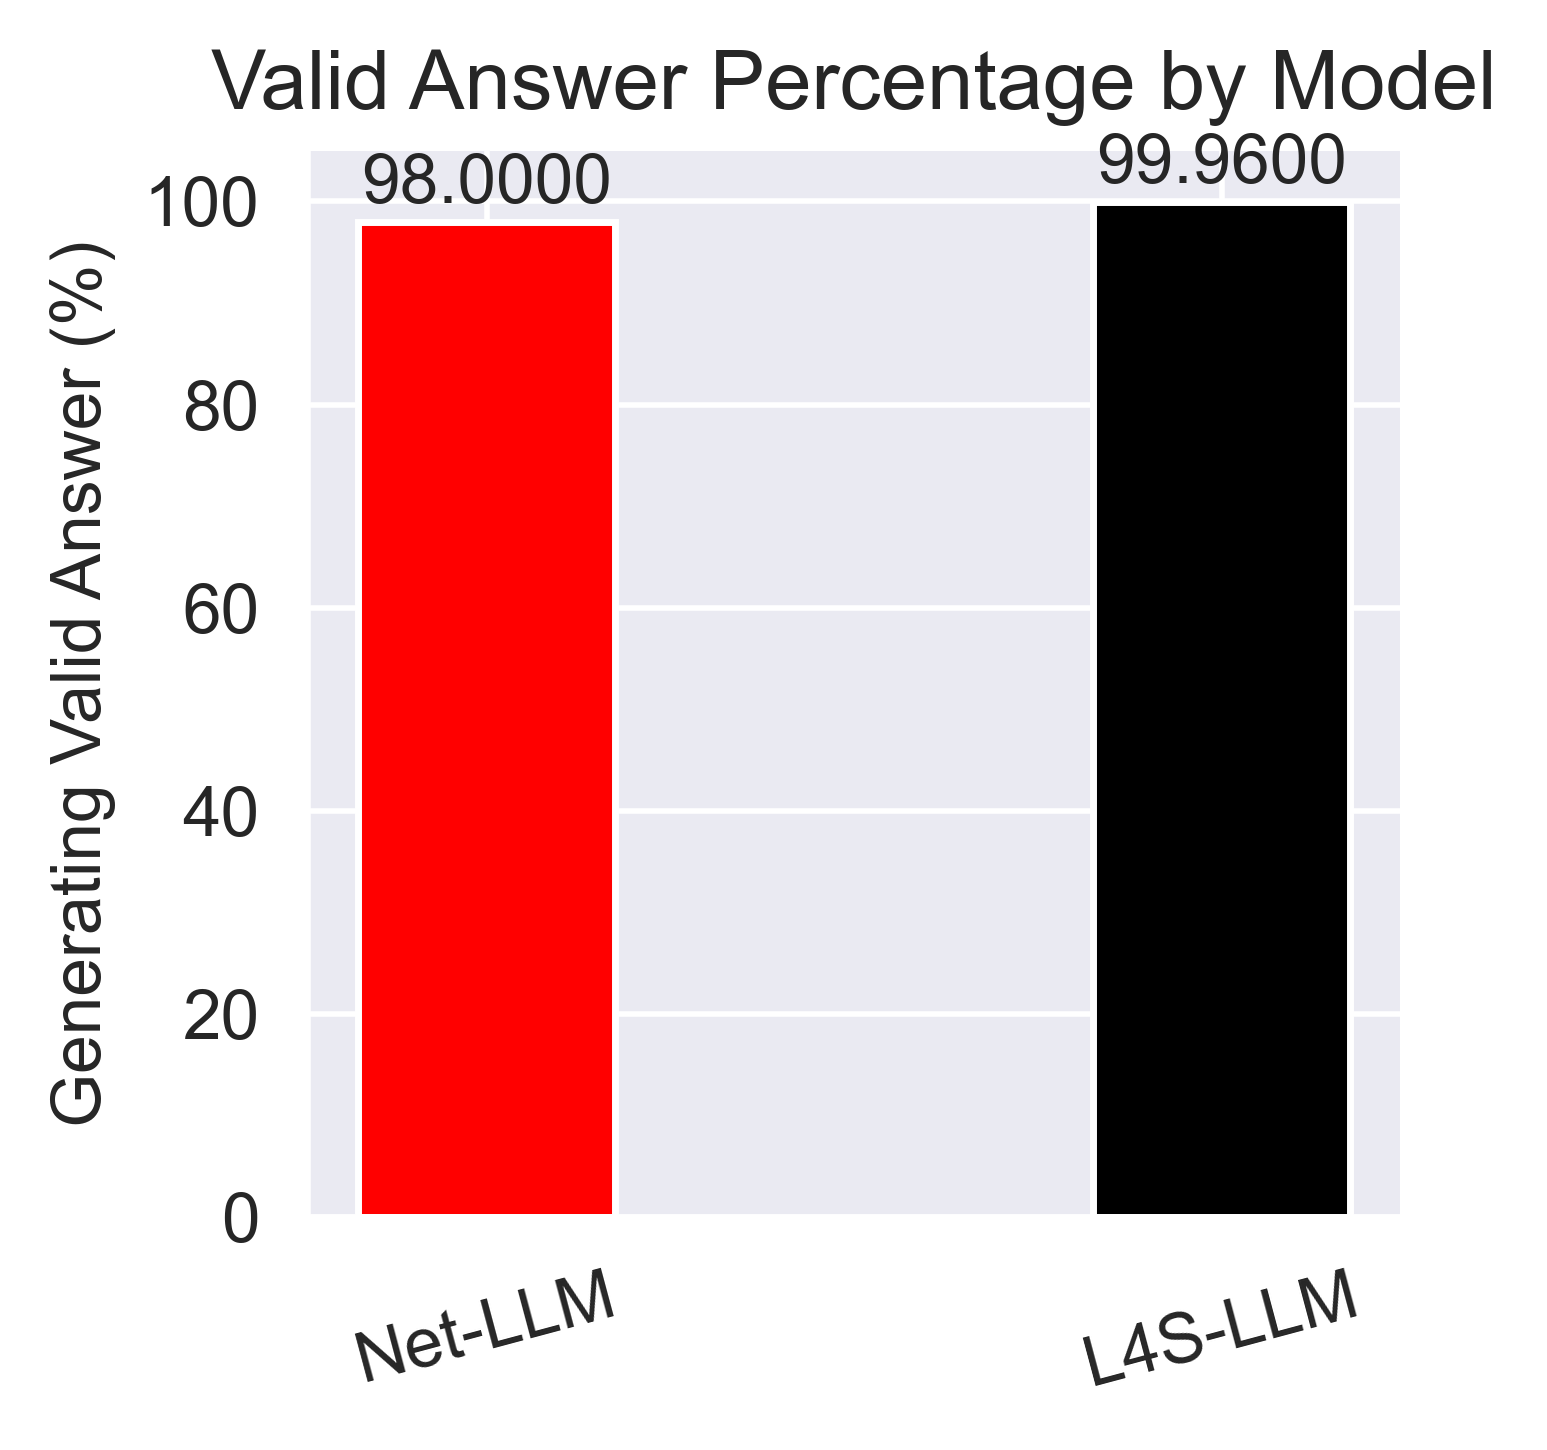 Valid Answer Percentage by Model
98.0000
99.9600
Generating Valid Answer (%)
100
80
60
40
20
0
Net-LLM
L4S-LLM